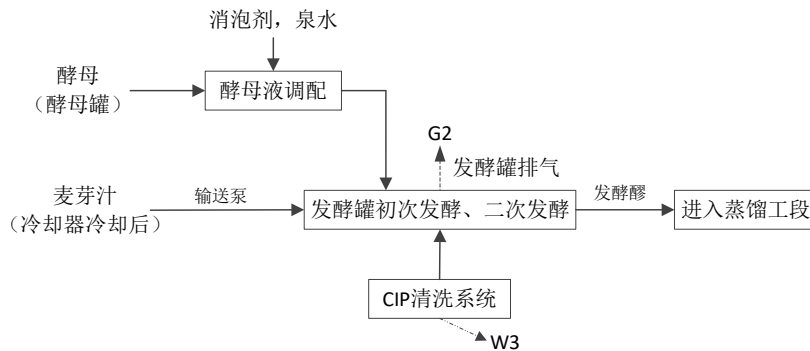 消泡剂，泉水
酵母
（酵母罐）
酵母液调配
G2
发酵罐排气
麦芽汁
（冷却器冷却后）
输送泵
发酵罐初次发酵、二次发酵
发酵醪
进入蒸馏工段
CIP清洗系统
W3